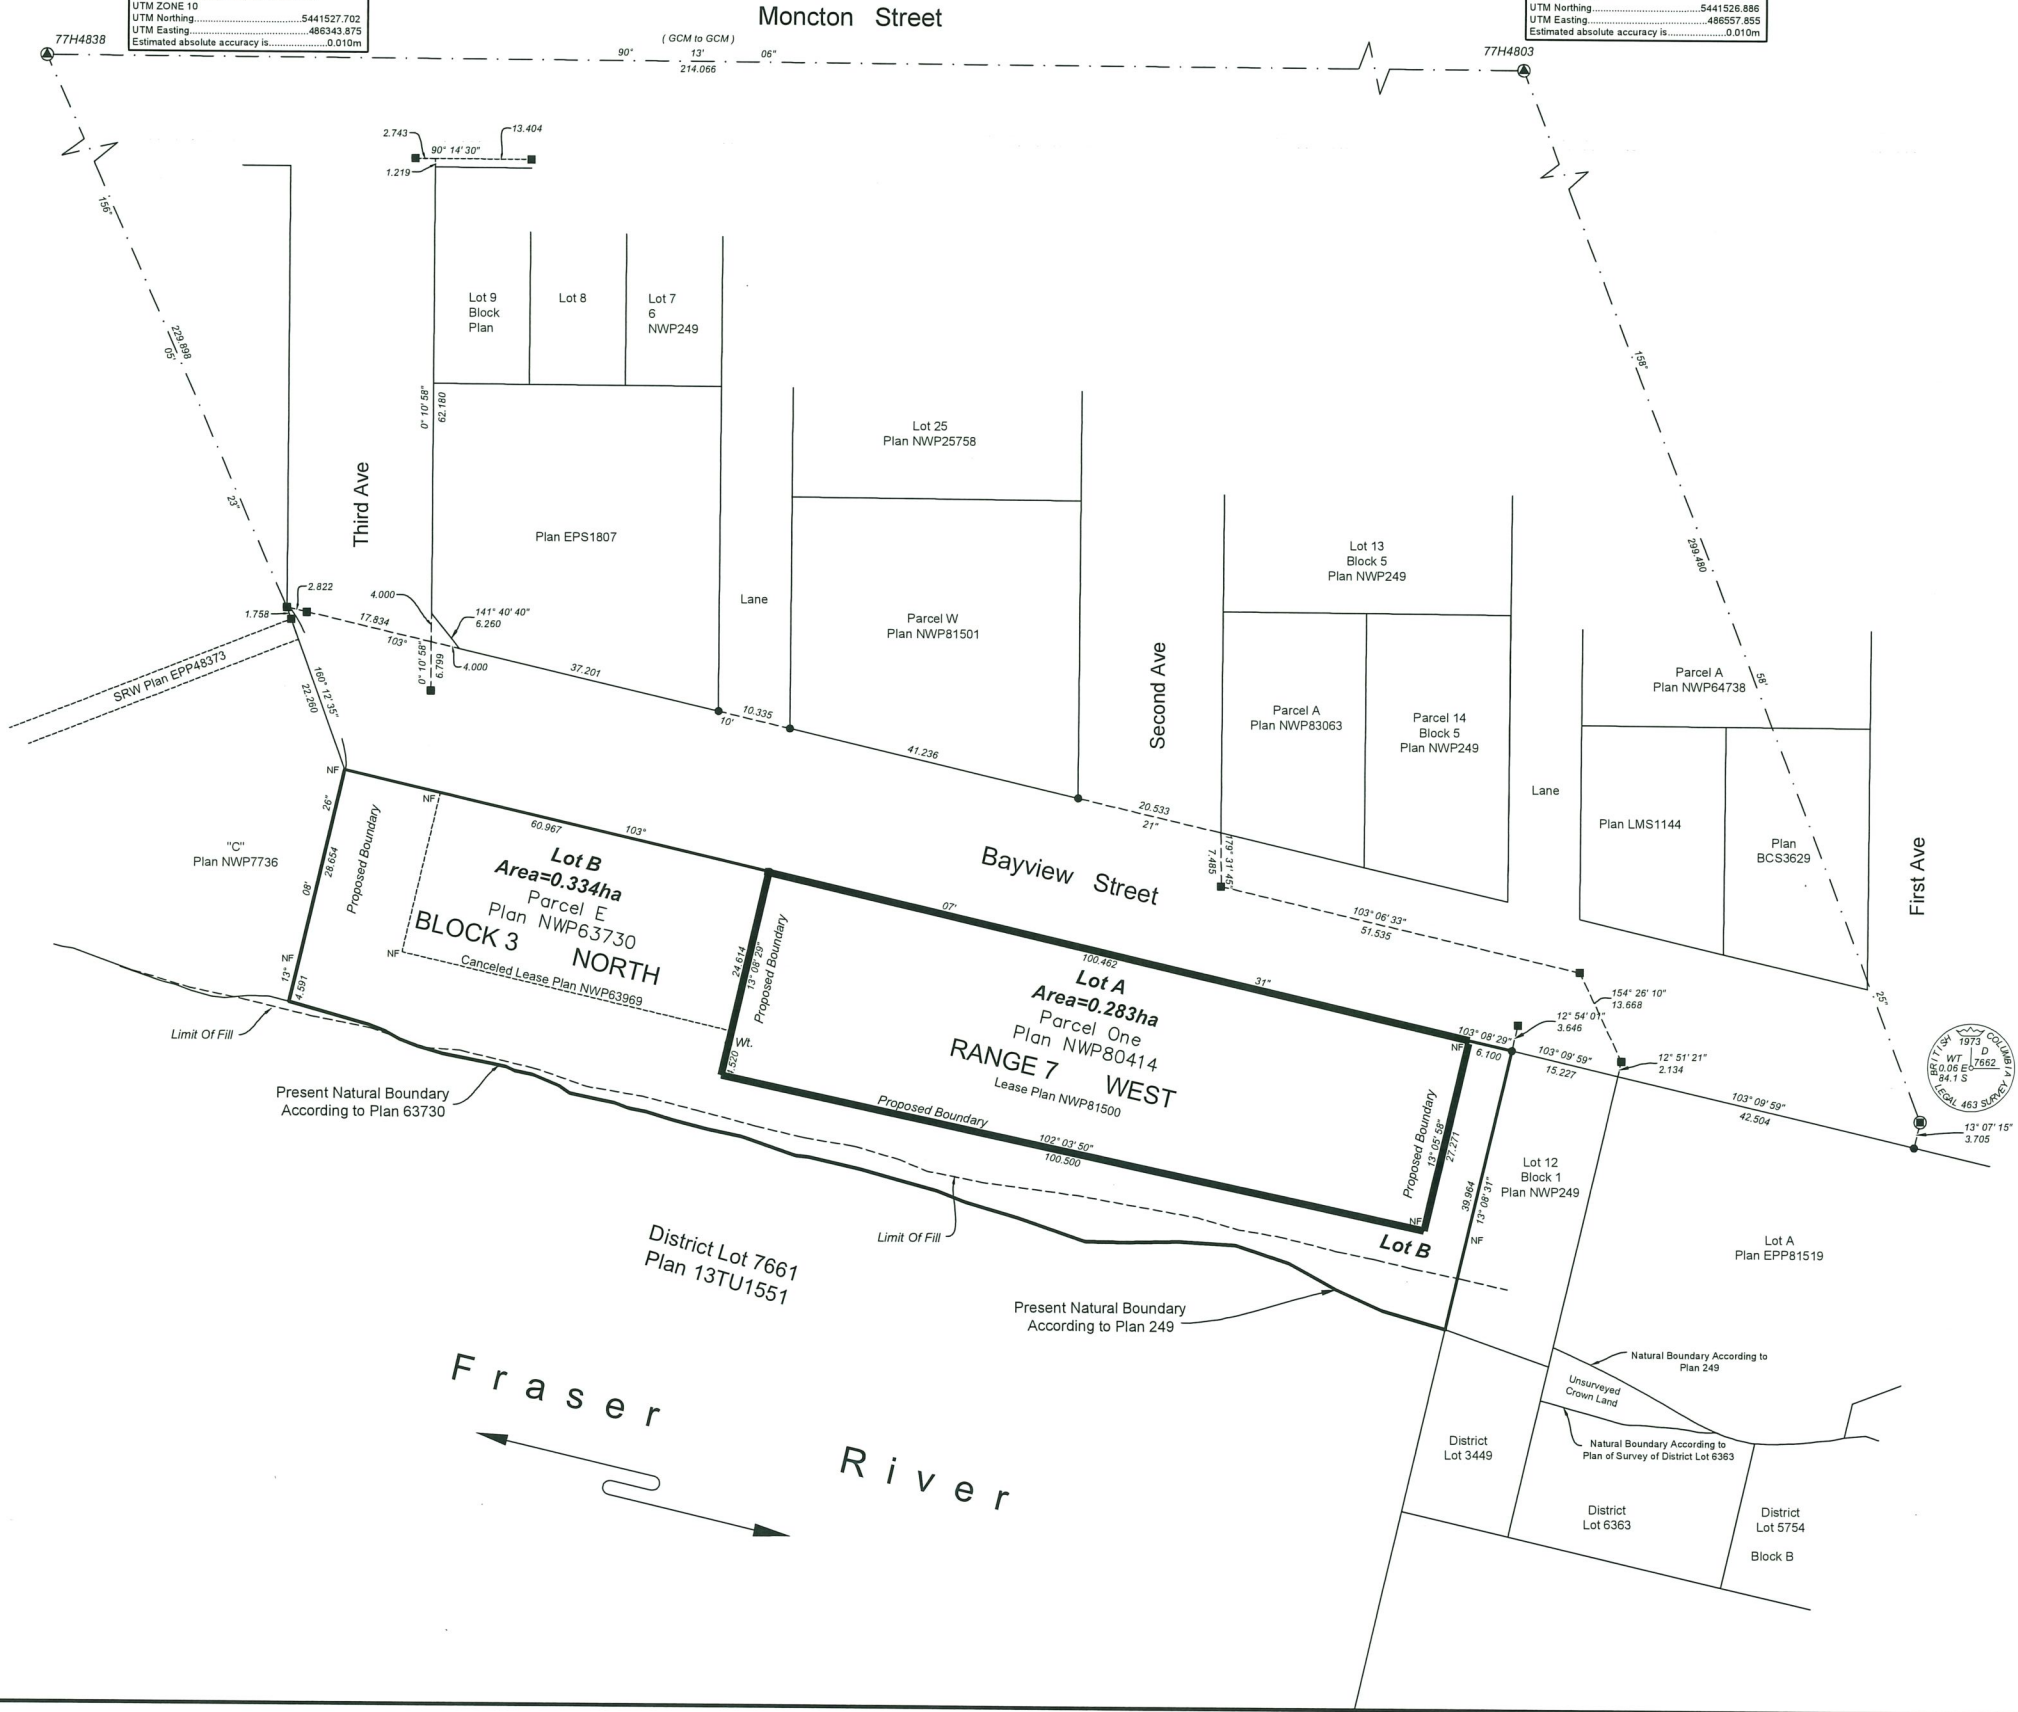 UTM ZONE 10
UTM Northing....................................5441527.702
UTM Easting......................................486343.875
Estimated absolute accuracy is....................0.010m
Moncton Street
UTM Northing....................................5441526.886
UTM Easting......................................486557.855
Estimated absolute accuracy is....................0.010m
77H4838
( GCM to GCM )
90° 13' 06"
214.066
77H4803
2.743
13.404
90° 14' 30"
1.219
156°
229.898
05'
23"
158°
299.480
58'
25"
Lot 9
Block
Plan
Lot 8
Lot 7
6
NWP249
0° 10' 58"
62.180
Third Ave
Plan EPS1807
Lane
Lot 25
Plan NWP25758
Parcel W
Plan NWP81501
Second Ave
Lot 13
Block 5
Plan NWP249
Parcel A
Plan NWP83063
Parcel 14
Block 5
Plan NWP249
Lane
Parcel A
Plan NWP64738
Plan LMS1144
Plan
BCS3629
First Ave
2.822
1.758
17.834
103°
4.000
141° 40' 40"
6.260
0° 10' 58"
6.799
4.000
37.201
10'
10.335
41.236
20.533
21"
179° 31' 45"
7.485
SRW Plan EPP48373
160° 12' 35"
22.260
NF
NF
26"
28.654
08'
Proposed Boundary
"C"
Plan NWP7736
NF
13°
4.591
NF
60.967
103°
Lot B
Area=0.334ha
Parcel E
Plan NWP63730
BLOCK 3
NORTH
Canceled Lease Plan NWP63969
24.614
13° 08' 29"
Proposed Boundary
Wt.
4.520
Bayview Street
07'
100.462
31"
Lot A
Area=0.283ha
Parcel One
Plan NWP80414
RANGE 7
WEST
Lease Plan NWP81500
Proposed Boundary
102° 03' 50"
100.500
103° 06' 33"
51.535
154° 26' 10"
13.668
12° 54' 01"
3.646
103° 08' 29"
6.100
NF
103° 09' 59"
15.227
12° 51' 21"
2.134
103° 09' 59"
42.504
13° 07' 15"
3.705
BRITISH COLUMBIA
1973
D
7662
WT
0.06 E
84.1 S
LEGAL 463 SURVEY
Proposed Boundary
13° 05' 58"
27.271
NF
39.964
13° 08' 31"
NF
Lot B
Lot 12
Block 1
Plan NWP249
Lot A
Plan EPP81519
Limit Of Fill
Present Natural Boundary
According to Plan 63730
Limit Of Fill
District Lot 7661
Plan 13TU1551
Present Natural Boundary
According to Plan 249
Natural Boundary According to
Plan 249
Unsurveyed
Crown Land
Natural Boundary According to
Plan of Survey of District Lot 6363
District
Lot 3449
District
Lot 6363
District
Lot 5754
Block B
Fraser
River